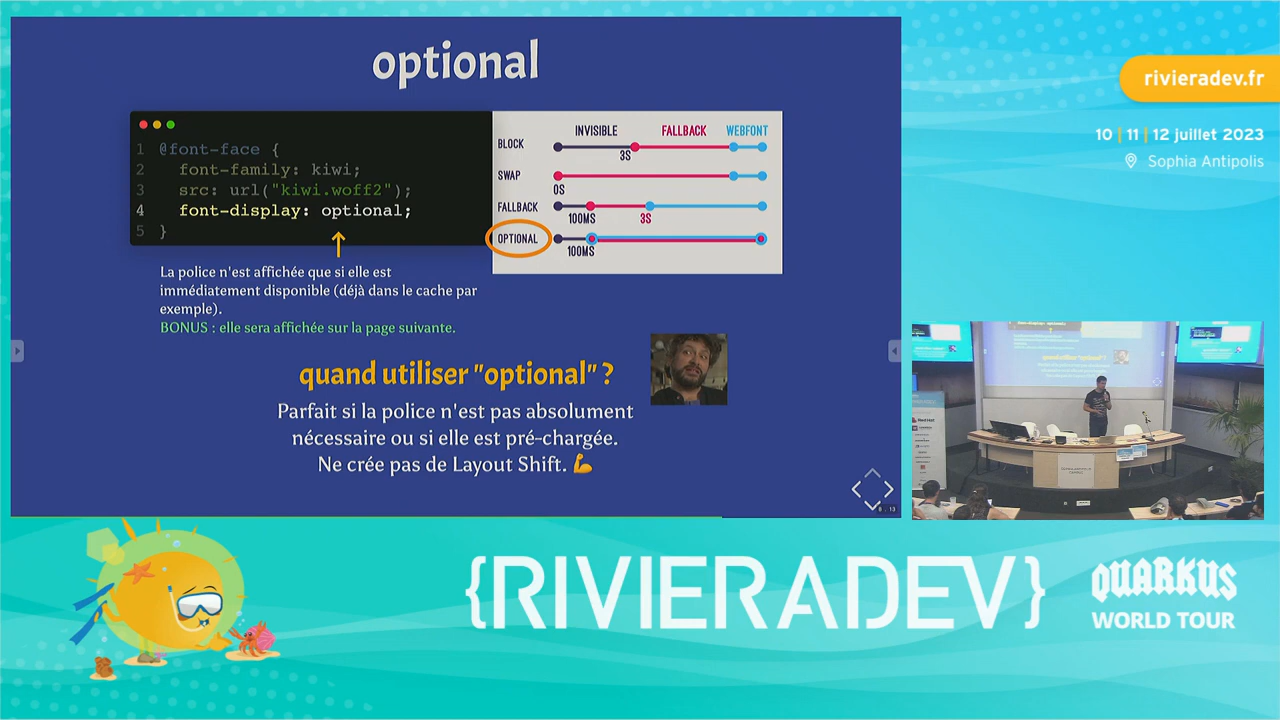 optional
1 @font-face {
2 font-family: kiwi;
3 src: url("kiwi.woff2");
4 font-display: optional;
5 }
INVISIBLE FALLBACK WEBFONT
BLOCK
3S
SWAP
0S
FALLBACK
100MS 3S
OPTIONAL
100MS
La police n'est affichée que si elle est
immédiatement disponible (déjà dans le cache par
exemple).
BONUS : elle sera affichée sur la page suivante.
quand utiliser "optional" ?
Parfait si la police n'est pas absolument
nécessaire ou si elle est pré-chargée.
Ne crée pas de Layout Shift. 💪
rivieradev.fr
10 | 11 | 12 juillet 2023
Sophia Antipolis
quand utiliser "optional" ?
{RIVIERADEV}
QUARKUS
WORLD TOUR